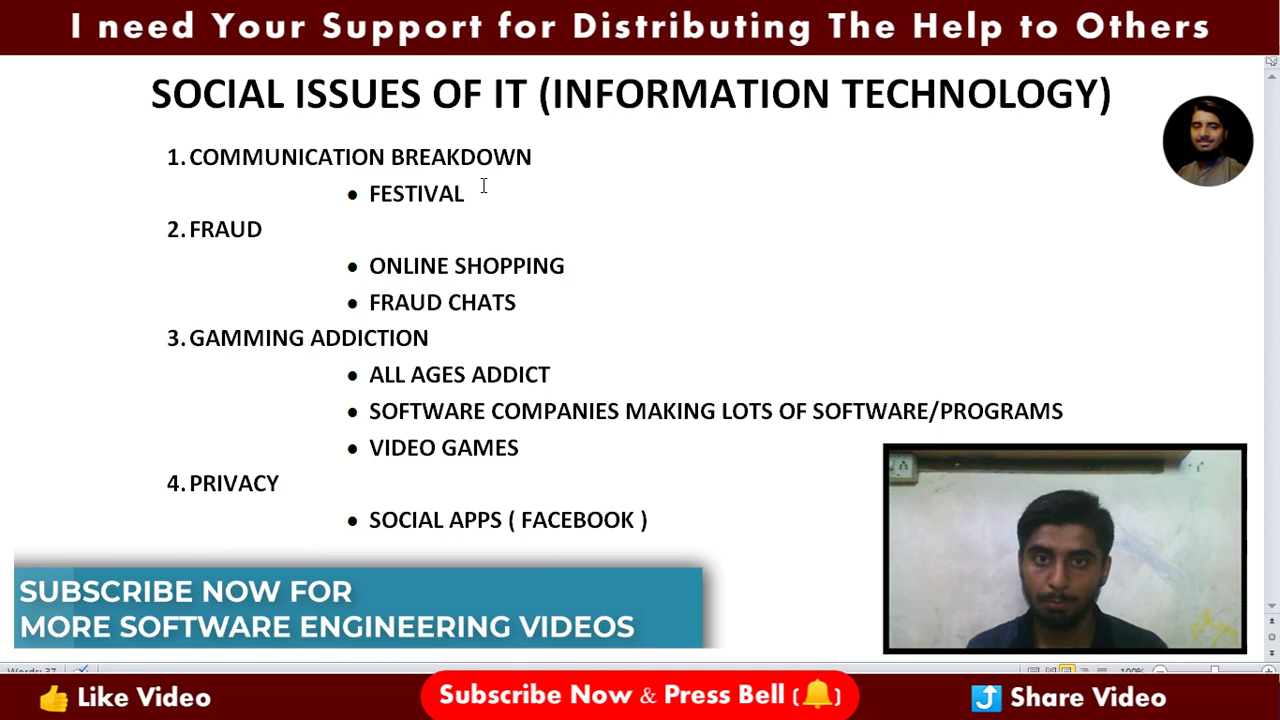 I need Your Support for Distributing The Help to Others
SOCIAL ISSUES OF IT (INFORMATION TECHNOLOGY)
1. COMMUNICATION BREAKDOWN
• FESTIVAL
2. FRAUD
• ONLINE SHOPPING
• FRAUD CHATS
3. GAMMING ADDICTION
• ALL AGES ADDICT
• SOFTWARE COMPANIES MAKING LOTS OF SOFTWARE/PROGRAMS
• VIDEO GAMES
4. PRIVACY
• SOCIAL APPS ( FACEBOOK )
SUBSCRIBE NOW FOR
MORE SOFTWARE ENGINEERING VIDEOS
👍 Like Video
Subscribe Now & Press Bell (🔔)
Share Video